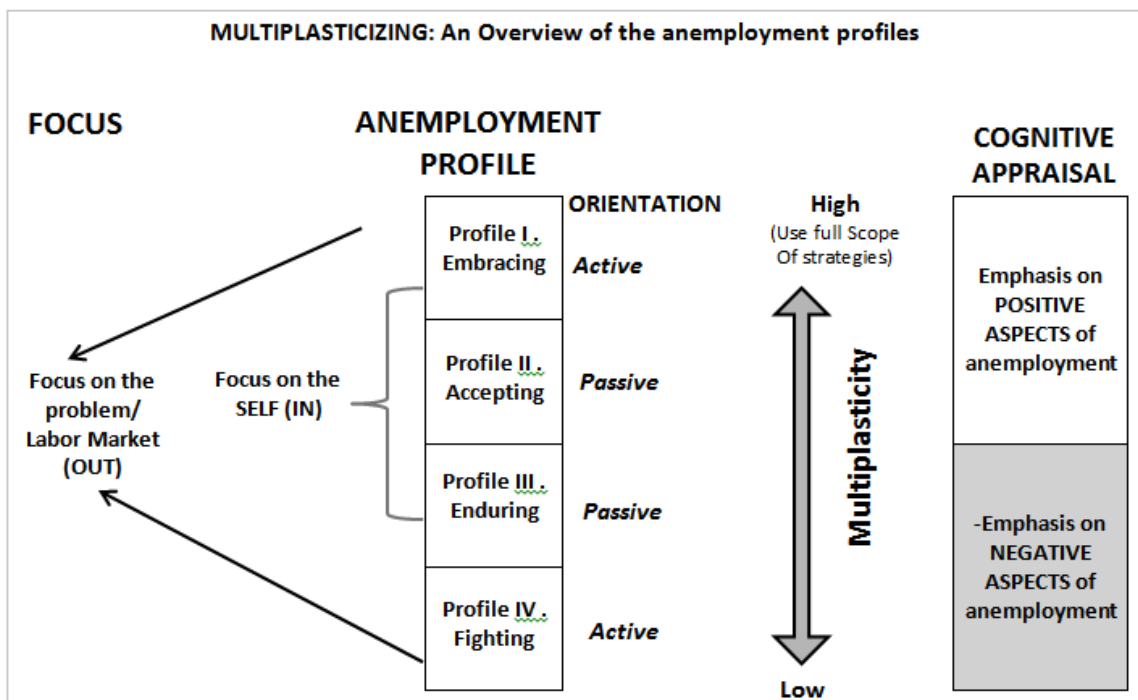 MULTIPLASTICIZING: An Overview of the anemployment profiles
FOCUS
ANEMPLOYMENT
PROFILE
COGNITIVE
APPRAISAL
ORIENTATION
High
(Use full Scope
Of strategies)
Profile I .
Embracing
Active
Profile II .
Accepting
Passive
Profile III .
Enduring
Passive
Profile IV .
Fighting
Active
Focus on the
problem/
Labor Market
(OUT)
Focus on the
SELF (IN)
Multiplasticity
Low
Emphasis on
POSITIVE
ASPECTS of
anemployment
-Emphasis on
NEGATIVE
ASPECTS of
anemployment